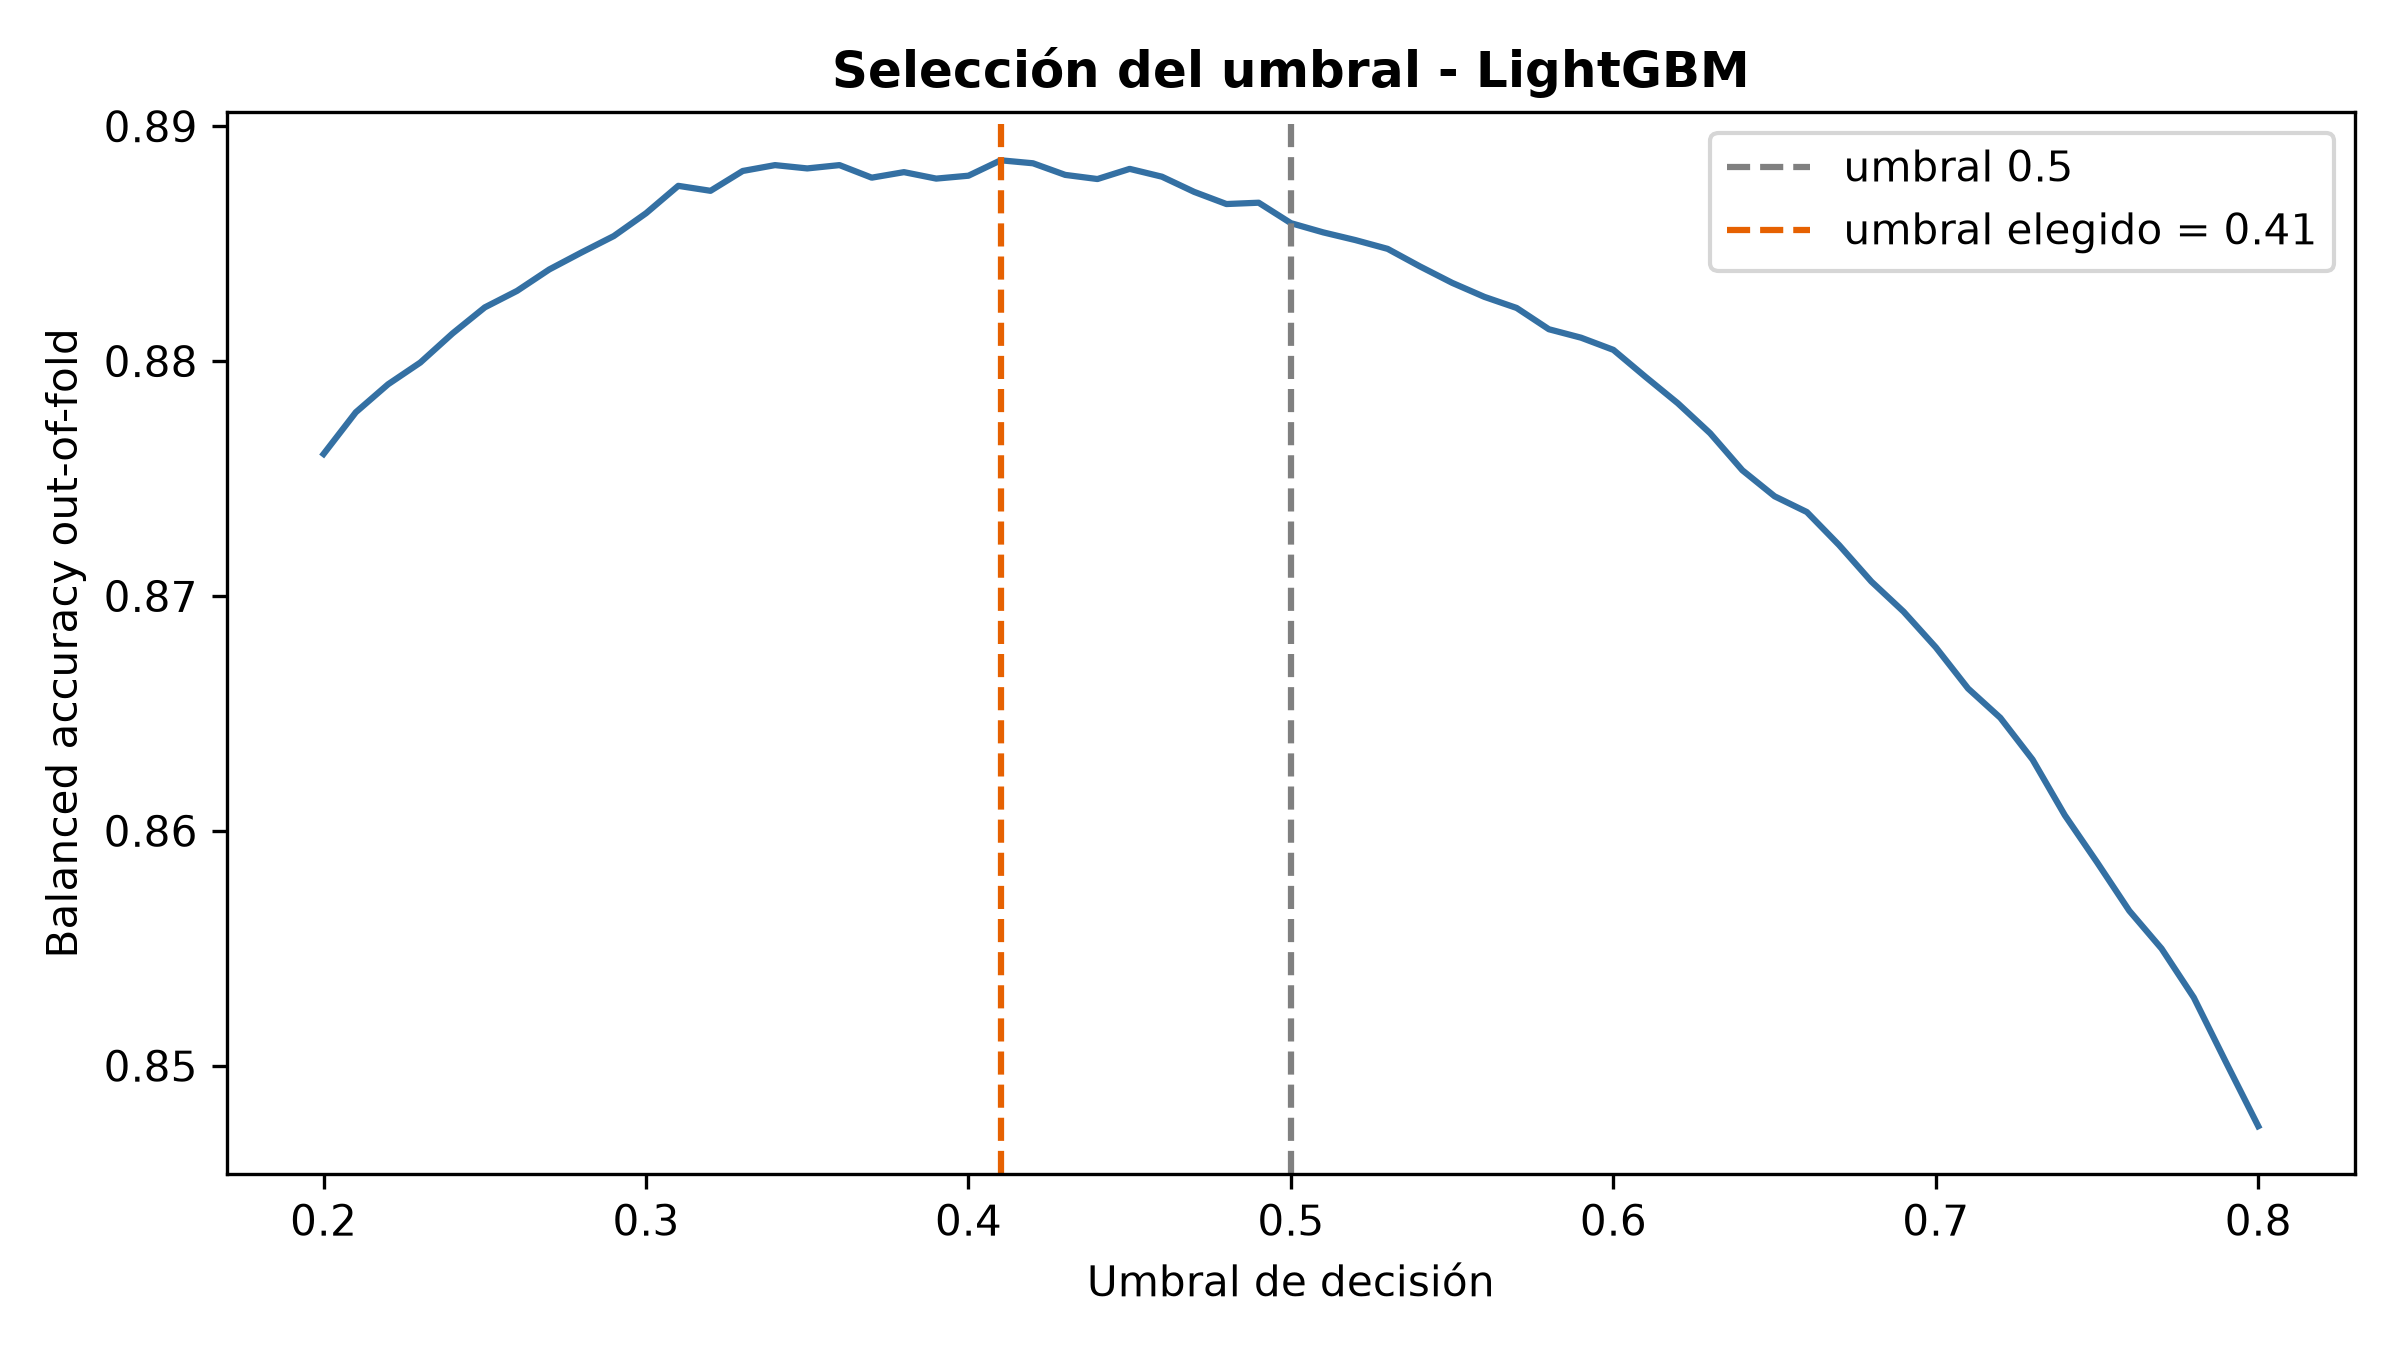 Selección del umbral - LightGBM
0.89
0.88
0.87
0.86
0.85
Balanced accuracy out-of-fold
umbral 0.5
umbral elegido = 0.41
0.2 0.3 0.4 0.5 0.6 0.7 0.8
Umbral de decisión